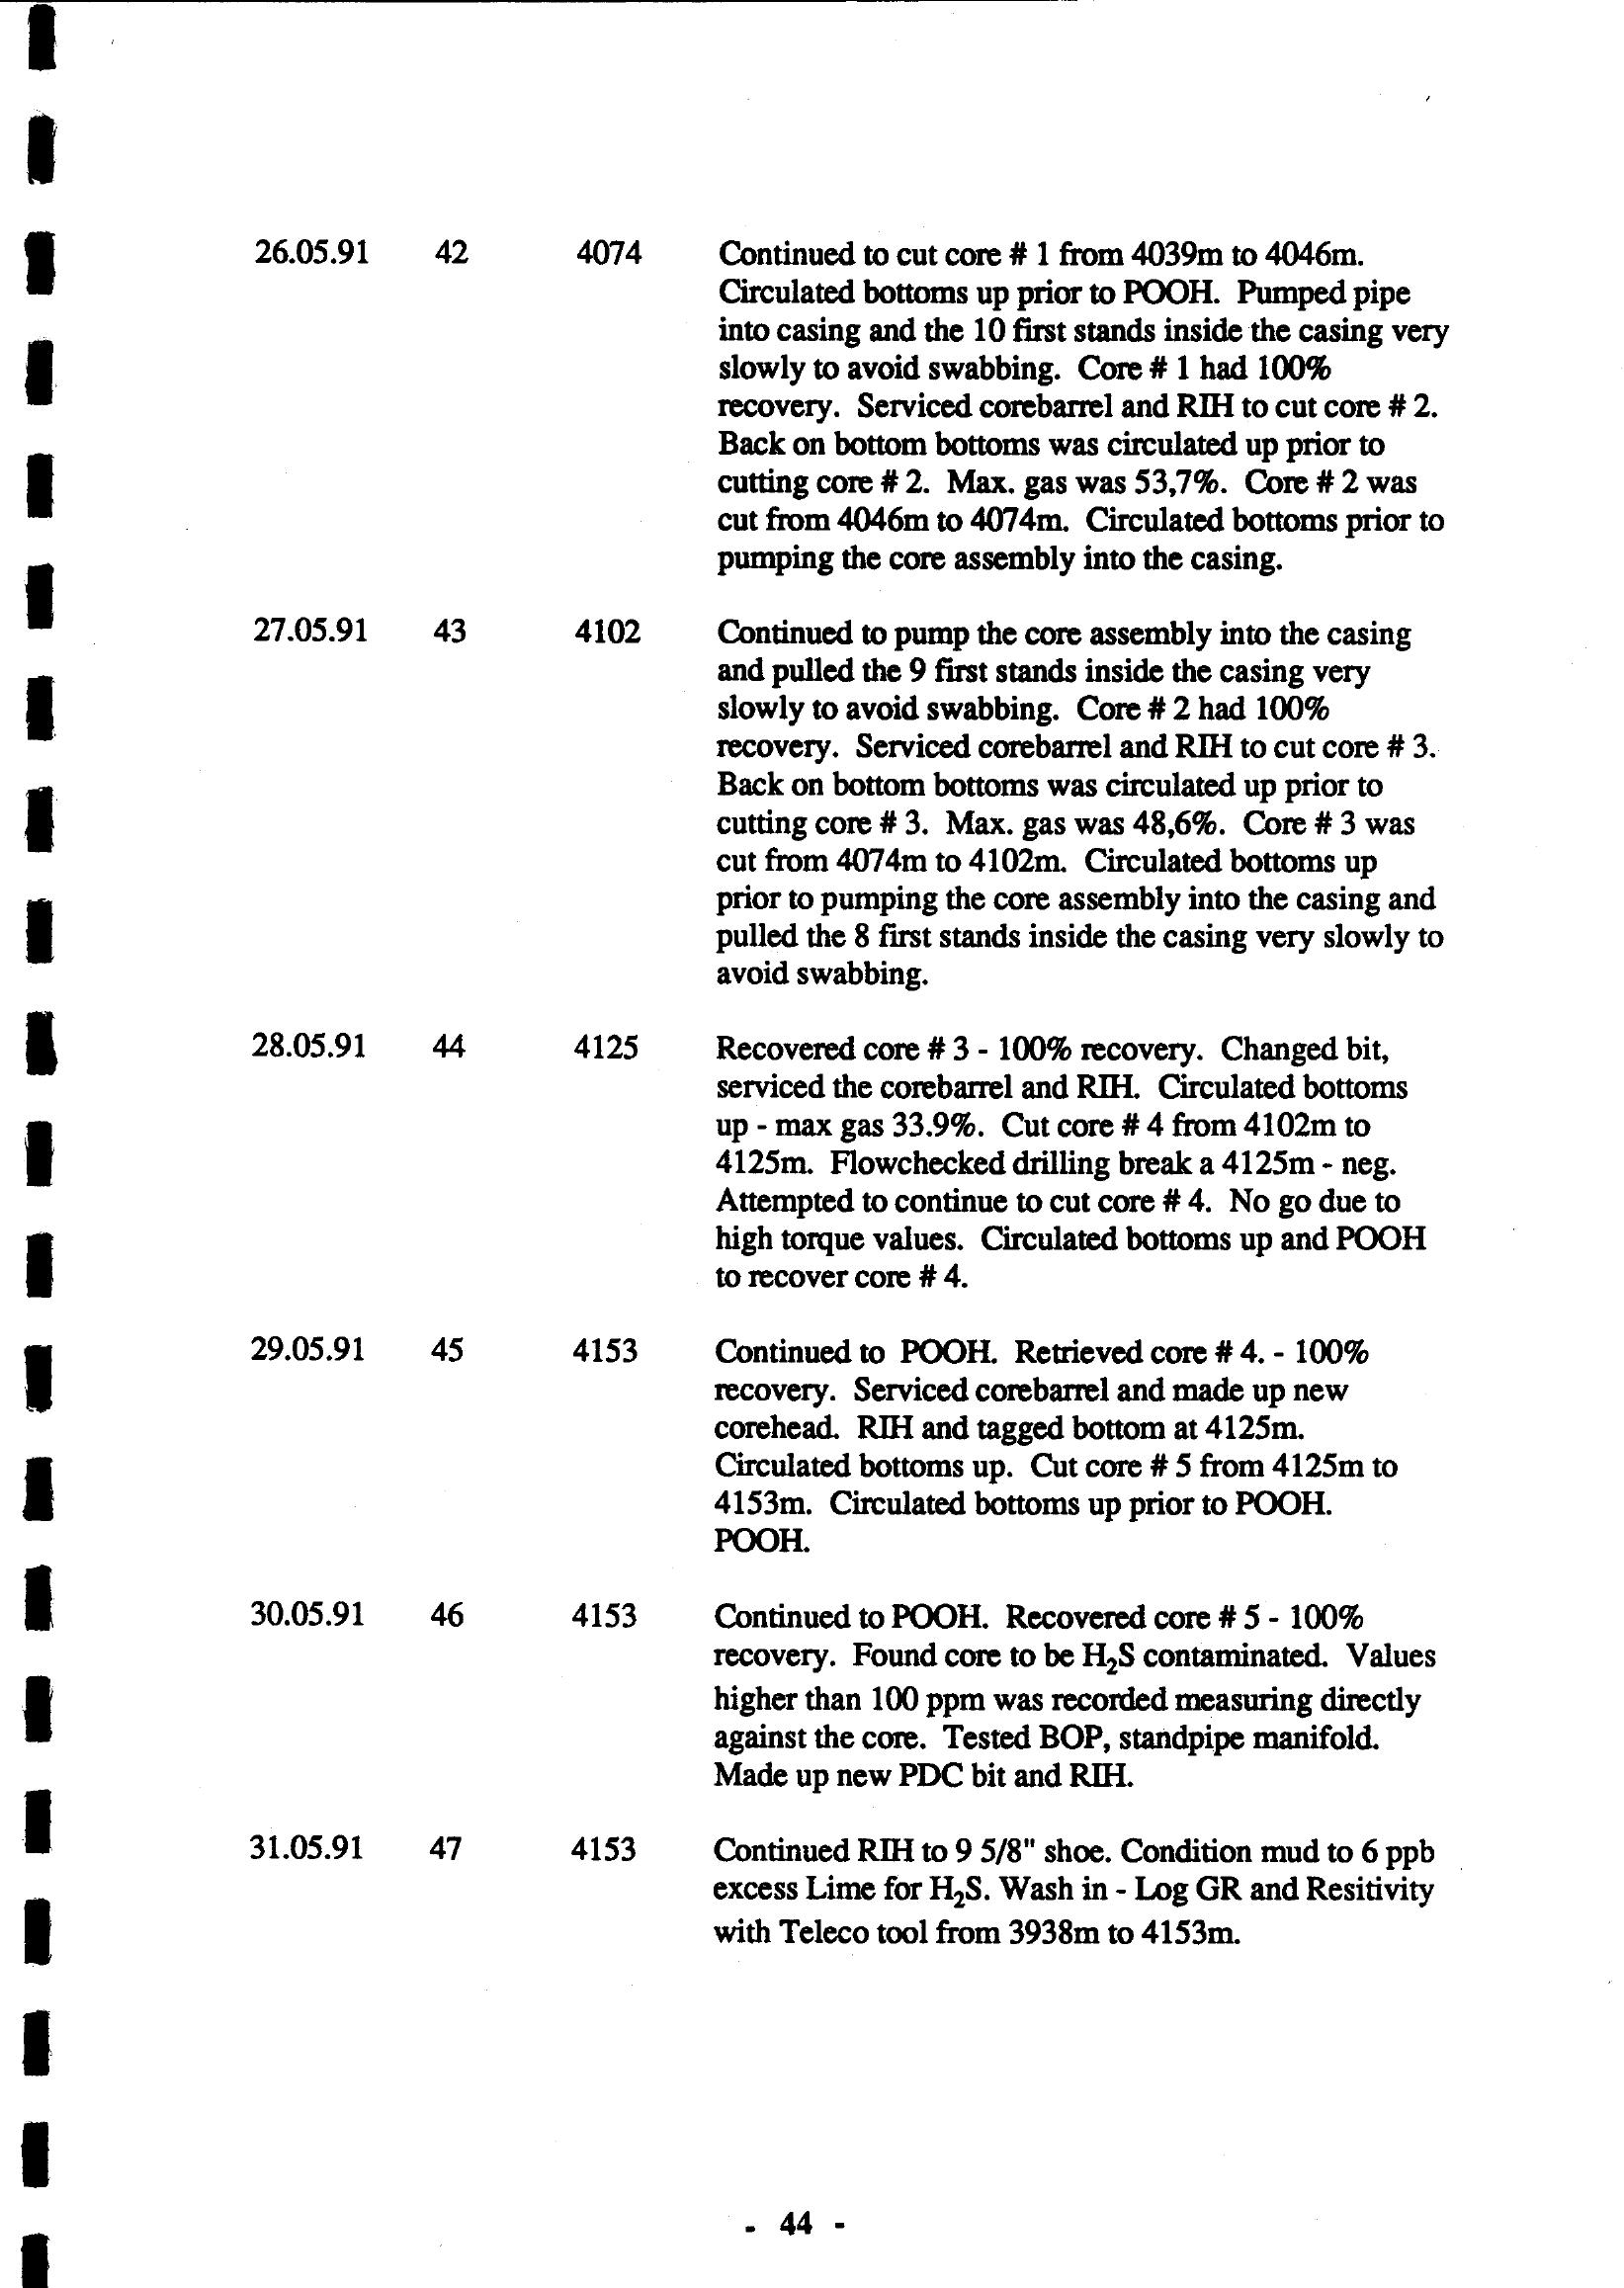 26.05.91 42 4074 Continued to cut core # 1 from 4039m to 4046m.
Circulated bottoms up prior to POOH. Pumped pipe
into casing and the 10 first stands inside the casing very
slowly to avoid swabbing. Core # 1 had 100%
recovery. Serviced corebarrel and RIH to cut core # 2.
Back on bottom bottoms was circulated up prior to
cutting core # 2. Max. gas was 53,7%. Core # 2 was
cut from 4046m to 4074m. Circulated bottoms prior to
pumping the core assembly into the casing.
27.05.91 43 4102 Continued to pump the core assembly into the casing
and pulled the 9 first stands inside the casing very
slowly to avoid swabbing. Core # 2 had 100%
recovery. Serviced corebarrel and RIH to cut core # 3.
Back on bottom bottoms was circulated up prior to
cutting core # 3. Max. gas was 48,6%. Core # 3 was
cut from 4074m to 4102m. Circulated bottoms up
prior to pumping the core assembly into the casing and
pulled the 8 first stands inside the casing very slowly to
avoid swabbing.
28.05.91 44 4125 Recovered core # 3 - 100% recovery. Changed bit,
serviced the corebarrel and RIH. Circulated bottoms
up - max gas 33.9%. Cut core # 4 from 4102m to
4125m. Flowchecked drilling break a 4125m - neg.
Attempted to continue to cut core # 4. No go due to
high torque values. Circulated bottoms up and POOH
to recover core # 4.
29.05.91 45 4153 Continued to POOH. Retrieved core # 4. - 100%
recovery. Serviced corebarrel and made up new
corehead. RIH and tagged bottom at 4125m.
Circulated bottoms up. Cut core # 5 from 4125m to
4153m. Circulated bottoms up prior to POOH.
POOH.
30.05.91 46 4153 Continued to POOH. Recovered core # 5 - 100%
recovery. Found core to be H₂S contaminated. Values
higher than 100 ppm was recorded measuring directly
against the core. Tested BOP, standpipe manifold.
Made up new PDC bit and RIH.
31.05.91 47 4153 Continued RIH to 9 5/8" shoe. Condition mud to 6 ppb
excess Lime for H₂S. Wash in - Log GR and Resitivity
with Teleco tool from 3938m to 4153m.
- 44 -